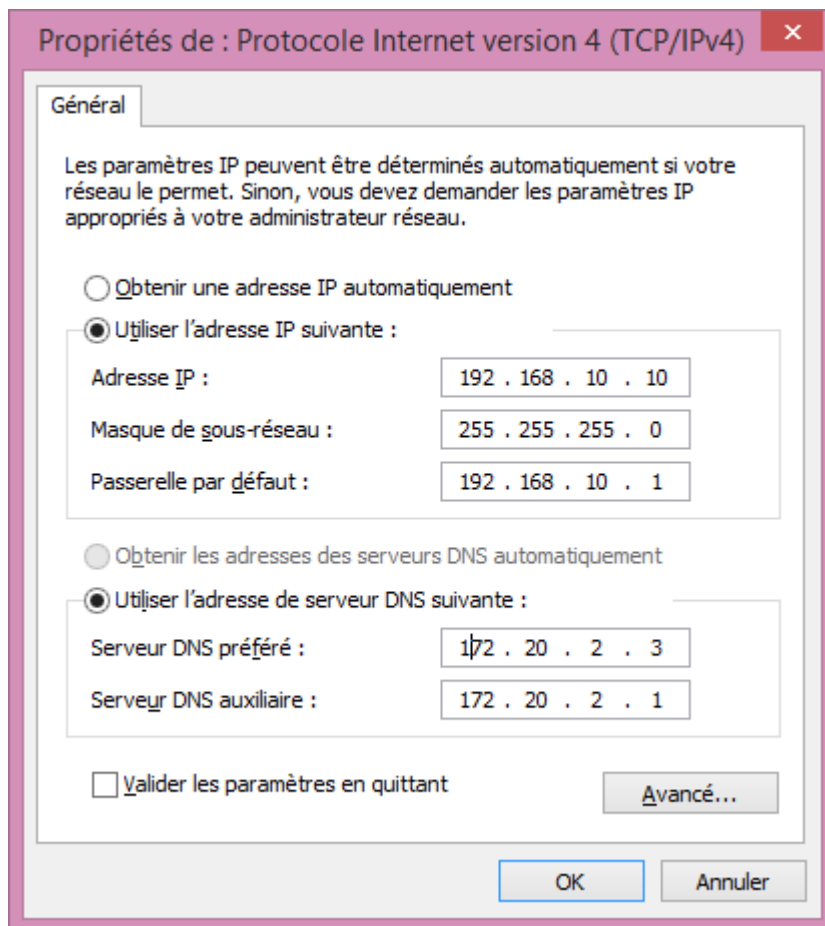 Propriétés de : Protocole Internet version 4 (TCP/IPv4)
Général
Les paramètres IP peuvent être déterminés automatiquement si votre
réseau le permet. Sinon, vous devez demander les paramètres IP
appropriés à votre administrateur réseau.
Obtenir une adresse IP automatiquement
Utiliser l'adresse IP suivante :
Adresse IP : 192 . 168 . 10 . 10
Masque de sous-réseau : 255 . 255 . 255 . 0
Passerelle par défaut : 192 . 168 . 10 . 1
Obtenir les adresses des serveurs DNS automatiquement
Utiliser l'adresse de serveur DNS suivante :
Serveur DNS préféré : 172 . 20 . 2 . 3
Serveur DNS auxiliaire : 172 . 20 . 2 . 1
Valider les paramètres en quittant
Avancé...
OK Annuler